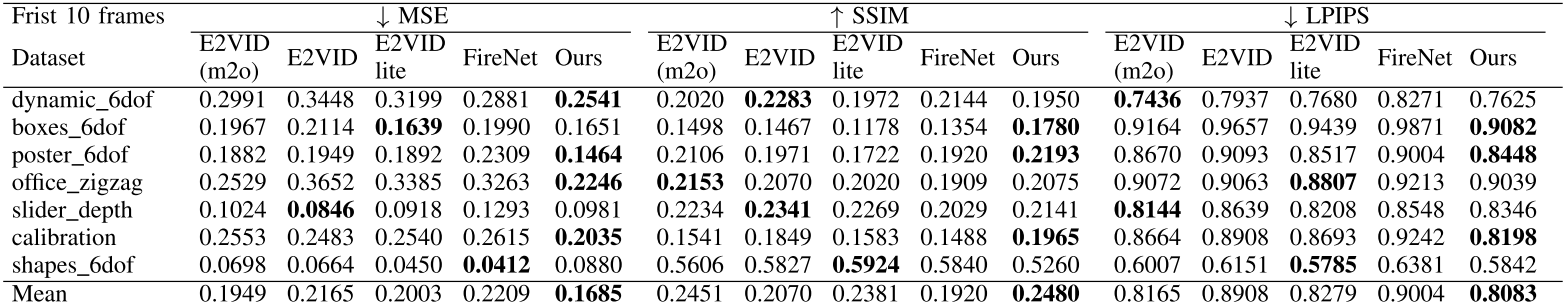 Frist 10 frames ↓ MSE ↑ SSIM ↓ LPIPS
Dataset E2VID (m2o) E2VID E2VID lite FireNet Ours E2VID (m2o) E2VID E2VID lite FireNet Ours E2VID (m2o) E2VID E2VID lite FireNet Ours
dynamic_6dof 0.2991 0.3448 0.3199 0.2881 0.2541 0.2020 0.2283 0.1972 0.2144 0.1950 0.7436 0.7937 0.7680 0.8271 0.7625
boxes_6dof 0.1967 0.2114 0.1639 0.1990 0.1651 0.1498 0.1467 0.1178 0.1354 0.1780 0.9164 0.9657 0.9439 0.9871 0.9082
poster_6dof 0.1882 0.1949 0.1892 0.2309 0.1464 0.2106 0.1971 0.1722 0.1920 0.2193 0.8670 0.9093 0.8517 0.9004 0.8448
office_zigzag 0.2529 0.3652 0.3385 0.3263 0.2246 0.2153 0.2070 0.2020 0.1909 0.2075 0.9072 0.9063 0.8807 0.9213 0.9039
slider_depth 0.1024 0.0846 0.0918 0.1293 0.0981 0.2234 0.2341 0.2269 0.2029 0.2141 0.8144 0.8639 0.8208 0.8548 0.8346
calibration 0.2553 0.2483 0.2540 0.2615 0.2035 0.1541 0.1849 0.1583 0.1488 0.1965 0.8664 0.8908 0.8693 0.9242 0.8198
shapes_6dof 0.0698 0.0664 0.0450 0.0412 0.0880 0.5606 0.5827 0.5924 0.5840 0.5260 0.6007 0.6151 0.5785 0.6381 0.5842
Mean 0.1949 0.2165 0.2003 0.2209 0.1685 0.2451 0.2070 0.2381 0.1920 0.2480 0.8165 0.8908 0.8279 0.9004 0.8083